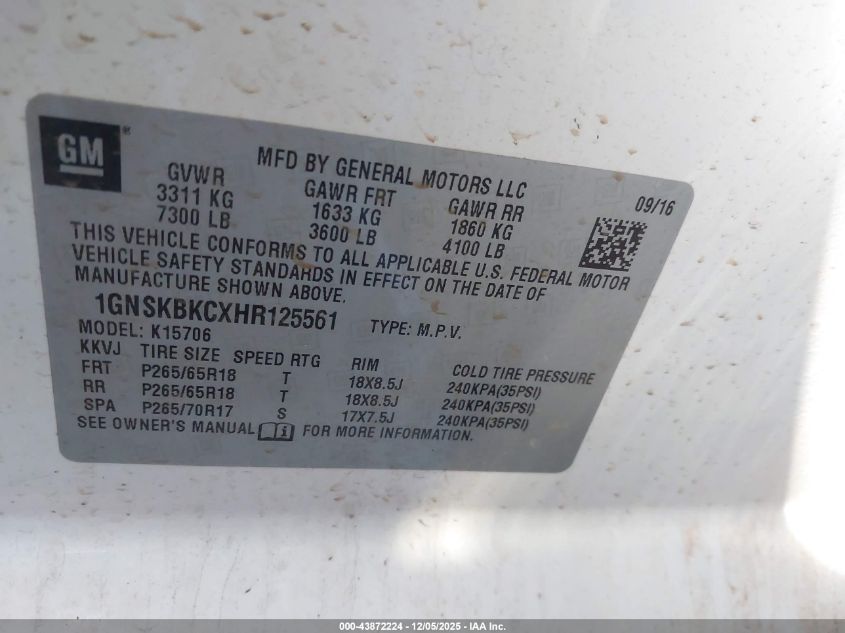 GM®
MFD BY GENERAL MOTORS LLC
09/16
GVWR GAWR FRT GAWR RR
3311 KG 1633 KG 1860 KG
7300 LB 3600 LB 4100 LB
THIS VEHICLE CONFORMS TO ALL APPLICABLE U.S. FEDERAL MOTOR
VEHICLE SAFETY STANDARDS IN EFFECT ON THE DATE OF
MANUFACTURE SHOWN ABOVE.
1GNSKBKCXHR125561 TYPE: M.P.V.
MODEL: K15706
KKVJ TIRE SIZE SPEED RTG RIM COLD TIRE PRESSURE
FRT P265/65R18 T 18X8.5J 240KPA(35PSI)
RR P265/65R18 T 18X8.5J 240KPA(35PSI)
SPA P265/70R17 S 17X7.5J 240KPA(35PSI)
SEE OWNER'S MANUAL FOR MORE INFORMATION.
000-43872224 - 12/05/2025 - IAA Inc.